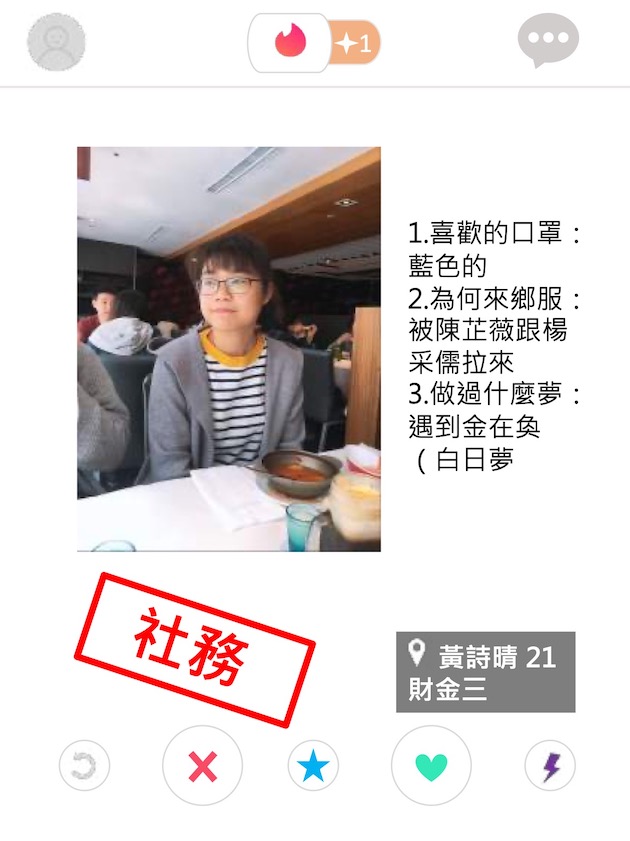 1
1.喜歡的口罩：
藍色的
2.為何來鄉服：
被陳芷薇跟楊
采儒拉來
3.做過什麼夢：
遇到金在奐
（白日夢
社務
黃詩晴 21
財金三